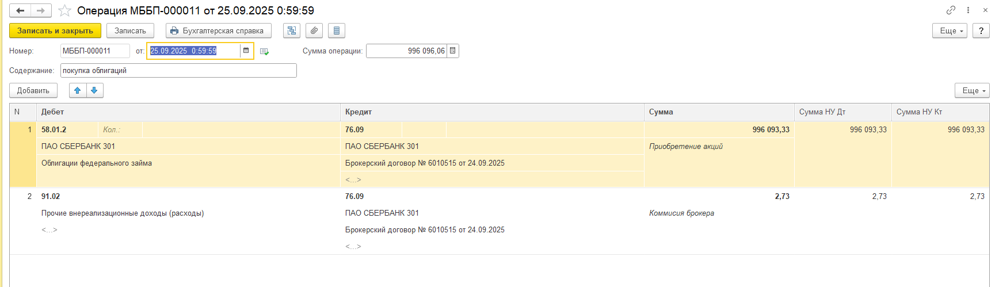 Операция МББП-000011 от 25.09.2025 0:59:59
Записать и закрыть Записать Бухгалтерская справка Еще ?
Номер: МББП-000011 от: 25.09.2025 0:59:59 Сумма операции: 996 096,06
Содержание: покупка облигаций
Добавить Еще
N Дебет Кредит Сумма Сумма НУ Дт Сумма НУ Кт
1 58.01.2 Кол.: 76.09 996 093,33 996 093,33 996 093,33
ПАО СБЕРБАНК 301 ПАО СБЕРБАНК 301 Приобретение акций
Облигации федерального займа Брокерский договор № 6010515 от 24.09.2025
<...>
2 91.02 76.09 2,73 2,73 2,73
Прочие внереализационные доходы (расходы) ПАО СБЕРБАНК 301 Коммисия брокера
<...> Брокерский договор № 6010515 от 24.09.2025
<...>